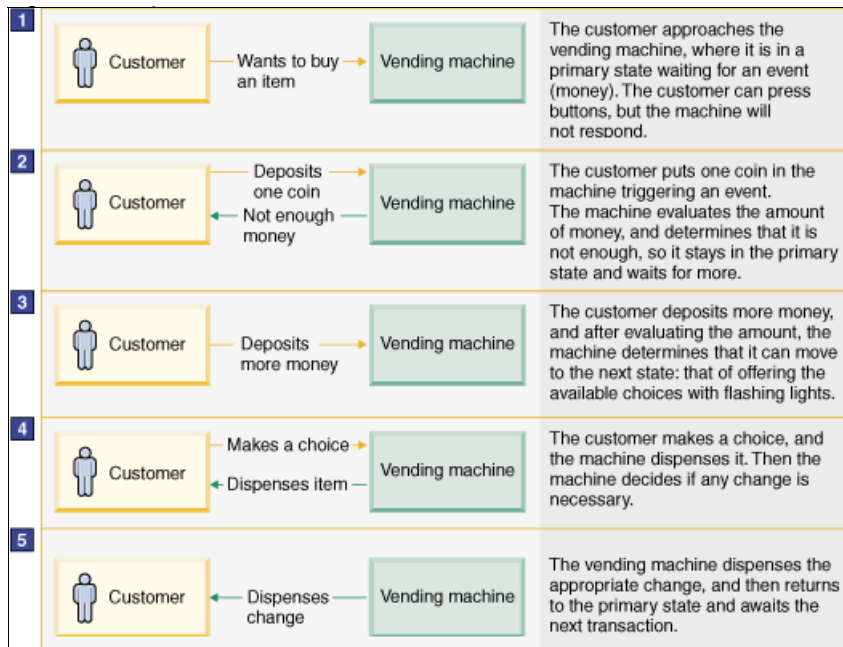 1
Customer
Wants to buy
an item
Vending machine
The customer approaches the
vending machine, where it is in a
primary state waiting for an event
(money). The customer can press
buttons, but the machine will
not respond.
2
Customer
Deposits
one coin
Not enough
money
Vending machine
The customer puts one coin in the
machine triggering an event.
The machine evaluates the amount
of money, and determines that it is
not enough, so it stays in the primary
state and waits for more.
3
Customer
Deposits
more money
Vending machine
The customer deposits more money,
and after evaluating the amount, the
machine determines that it can move
to the next state: that of offering the
available choices with flashing lights.
4
Customer
Makes a choice
Dispenses item
Vending machine
The customer makes a choice, and
the machine dispenses it. Then the
machine decides if any change is
necessary.
5
Customer
Dispenses
change
Vending machine
The vending machine dispenses the
appropriate change, and then returns
to the primary state and awaits the
next transaction.